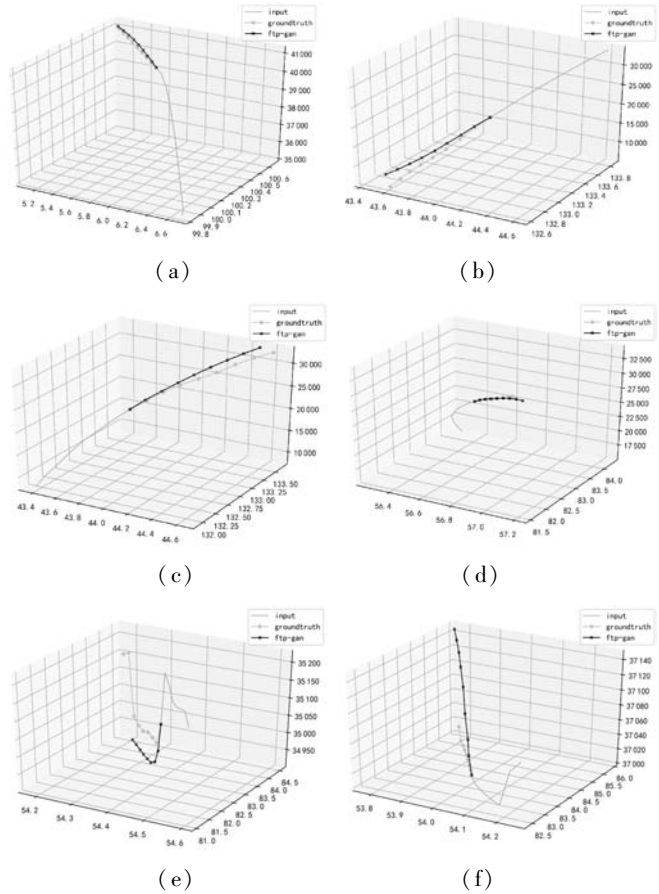 input
groundtruth
ftp-gan
41 000
40 000
39 000
38 000
37 000
36 000
35 000
5.2 5.4 5.6 5.8 6.0 6.2 6.4 6.6
99.8 99.9 100.0 100.1 100.2 100.3 100.4 100.5 100.6
(a)
input
groundtruth
ftp-gan
30 000
25 000
20 000
15 000
10 000
43.4 43.6 43.8 44.0 44.2 44.4 44.6
132.6 132.8 133.0 133.2 133.4 133.6 133.8
(b)
input
groundtruth
ftp-gan
30 000
25 000
20 000
15 000
10 000
43.4 43.6 43.8 44.0 44.2 44.4 44.6
132.00 132.25 132.50 132.75 133.00 133.25 133.50
(c)
input
groundtruth
ftp-gan
32 500
30 000
27 500
25 000
22 500
20 000
17 500
56.4 56.6 56.8 57.0 57.2
81.5 82.0 82.5 83.0 83.5 84.0
(d)
input
groundtruth
ftp-gan
35 200
35 150
35 100
35 050
35 000
34 950
54.2 54.3 54.4 54.5 54.6
81.0 81.5 82.0 82.5 83.0 83.5 84.0 84.5
(e)
input
groundtruth
ftp-gan
37 140
37 120
37 100
37 080
37 060
37 040
37 020
37 000
53.8 53.9 54.0 54.1 54.2
82.5 83.0 83.5 84.0 84.5 85.0 85.5 86.0
(f)